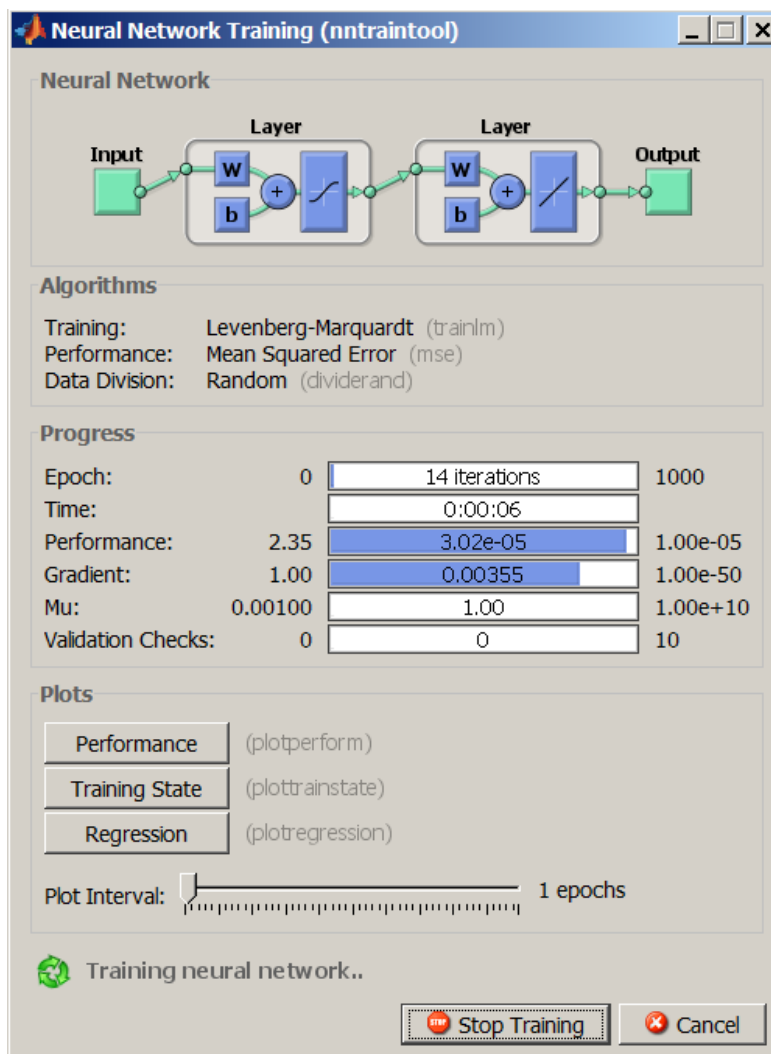 Neural Network Training (nntraintool)
Neural Network
Layer Layer
Input Output
W W
+ +
b b
Algorithms
Training: Levenberg-Marquardt (trainlm)
Performance: Mean Squared Error (mse)
Data Division: Random (dividerand)
Progress
Epoch: 0 14 iterations 1000
Time: 0:00:06
Performance: 2.35 3.02e-05 1.00e-05
Gradient: 1.00 0.00355 1.00e-50
Mu: 0.00100 1.00 1.00e+10
Validation Checks: 0 0 10
Plots
Performance (plotperform)
Training State (plottrainstate)
Regression (plotregression)
Plot Interval: 1 epochs
Training neural network..
STOP Stop Training Cancel